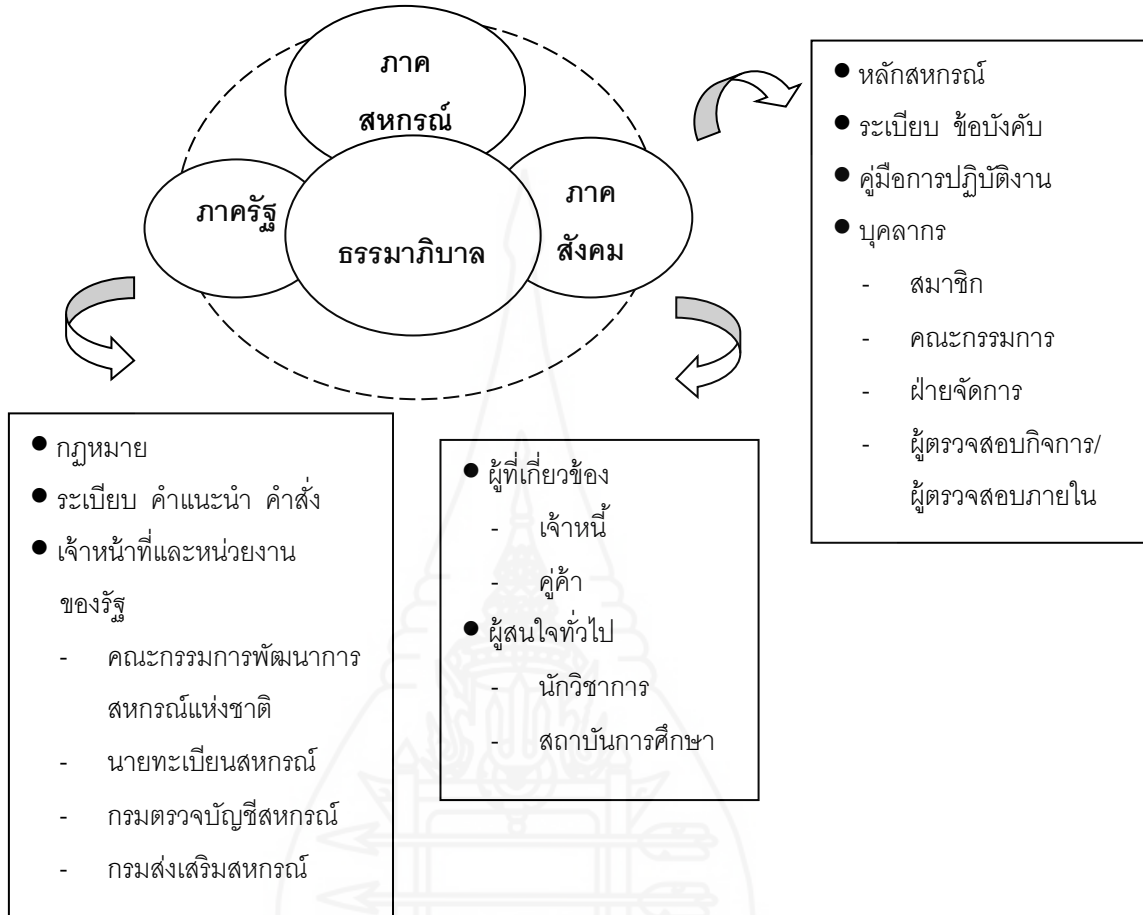 ภาค
สหกรณ์
ภาครัฐ
ธรรมาภิบาล
ภาค
สังคม
● หลักสหกรณ์
● ระเบียบ ข้อบังคับ
● คู่มือการปฏิบัติงาน
● บุคลากร
- สมาชิก
- คณะกรรมการ
- ฝ่ายจัดการ
- ผู้ตรวจสอบกิจการ/
ผู้ตรวจสอบภายใน
● กฎหมาย
● ระเบียบ คำแนะนำ คำสั่ง
● เจ้าหน้าที่และหน่วยงาน
ของรัฐ
- คณะกรรมการพัฒนาการ
สหกรณ์แห่งชาติ
- นายทะเบียนสหกรณ์
- กรมตรวจบัญชีสหกรณ์
- กรมส่งเสริมสหกรณ์
● ผู้ที่เกี่ยวข้อง
- เจ้าหนี้
- คู่ค้า
● ผู้สนใจทั่วไป
- นักวิชาการ
- สถาบันการศึกษา